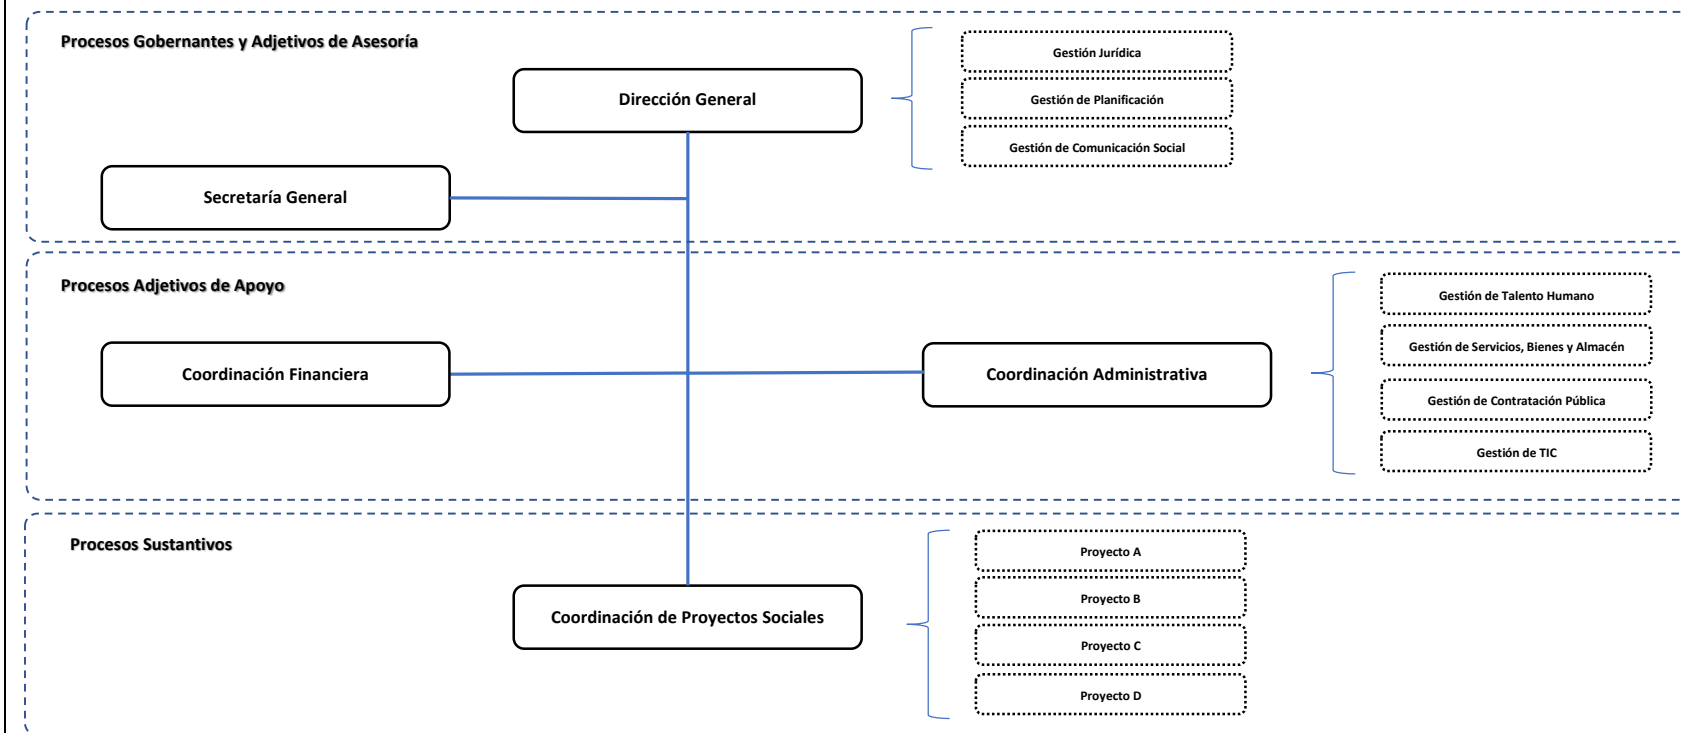 Procesos Gobernantes y Adjetivos de Asesoría
Dirección General
Gestión Jurídica
Gestión de Planificación
Gestión de Comunicación Social
Secretaría General
Procesos Adjetivos de Apoyo
Coordinación Financiera
Coordinación Administrativa
Gestión de Talento Humano
Gestión de Servicios, Bienes y Almacén
Gestión de Contratación Pública
Gestión de TIC
Procesos Sustantivos
Coordinación de Proyectos Sociales
Proyecto A
Proyecto B
Proyecto C
Proyecto D